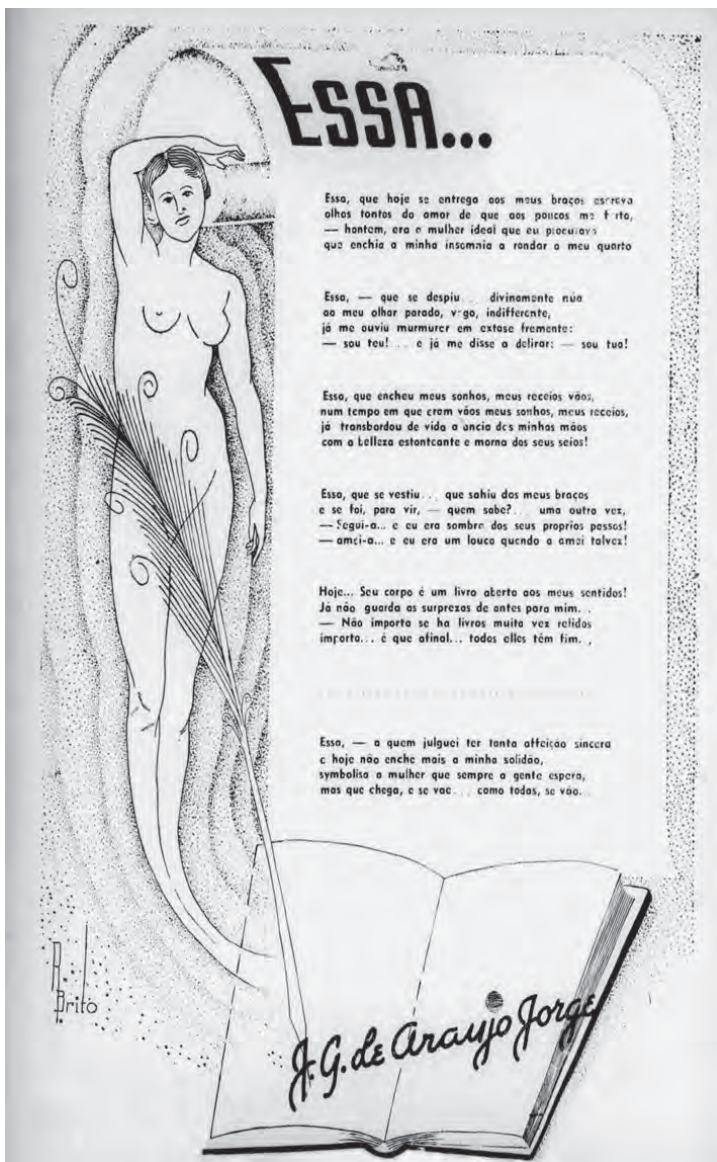 ESSA...
Essa, que hoje se entrega aos meus braços escrava
olhos tontos do amor de que aos poucos me farto,
— hontem, era a mulher ideal que eu procurava
que enchia a minha insomnia a rondar o meu quarto
Essa, — que se despiu... divinamente núa
ao meu olhar parado, vago, indifferente,
já me ouviu murmurar em extase fremente:
— sou teu!... e já me disse a delirar: — sou tua!
Essa, que encheu meus sonhos, meus receios vãos,
num tempo em que eram vãos meus sonhos, meus receios,
já transbordou de vida a ancia das minhas mãos
com a belleza estonteante e morna dos seus seios!
Essa, que se vestiu... que sahiu dos meus braços
e se foi, para vir, — quem sabe?... uma outra vez,
— Segui-a... e eu era sombra dos seus proprios passos!
— amei-a... e eu era um louco quando a amei talvez!
Hoje... Seu corpo é um livro aberto aos meus sentidos!
Já não guarda as surprezas de antes para mim...
— Não importa se ha livros muita vez relidos
importa... é que afinal... todos elles têm fim...
Essa, — a quem julguei ter tanta affeição sincera
e hoje não enche mais a minha solidão,
symbolisa a mulher que sempre a gente espera,
mas que chega, e se vae... como todas, se vão...
R. Brito
J. G. de Araujo Jorge